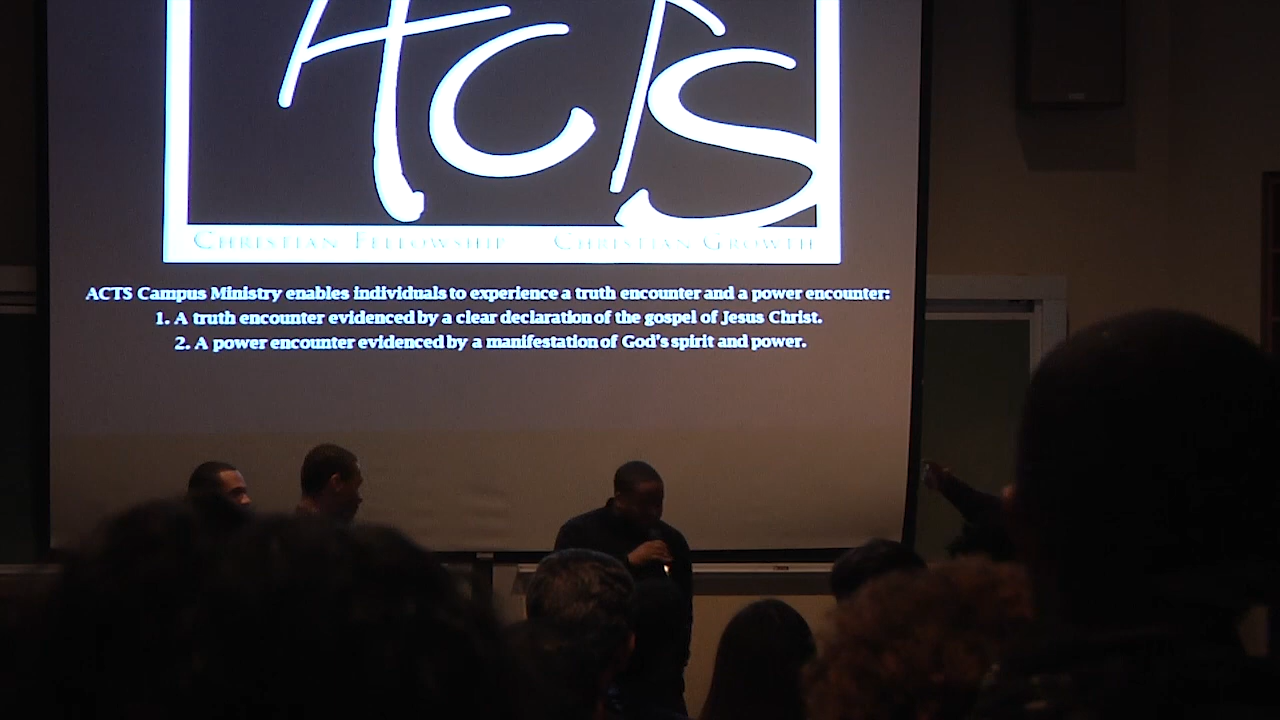 ACTS
CHRISTIAN FELLOWSHIP CHRISTIAN GROWTH
ACTS Campus Ministry enables individuals to experience a truth encounter and a power encounter:
1. A truth encounter evidenced by a clear declaration of the gospel of Jesus Christ.
2. A power encounter evidenced by a manifestation of God's spirit and power.